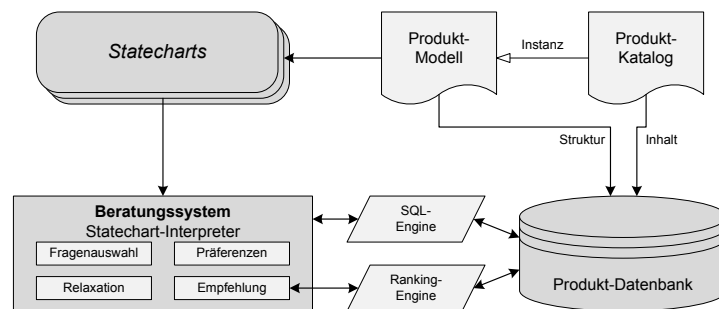 Statecharts
Produkt-
Modell
Instanz
Produkt-
Katalog
Struktur
Inhalt
Beratungssystem
Statechart-Interpreter
Fragenauswahl
Präferenzen
Relaxation
Empfehlung
SQL-
Engine
Ranking-
Engine
Produkt-Datenbank